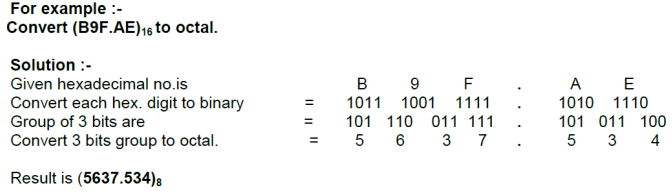 For example :-
Convert (B9F.AE)₁₆ to octal.
Solution :-
Given hexadecimal no.is B 9 F . A E
Convert each hex. digit to binary = 1011 1001 1111 . 1010 1110
Group of 3 bits are = 101 110 011 111 . 101 011 100
Convert 3 bits group to octal. = 5 6 3 7 . 5 3 4
Result is (5637.534)₈